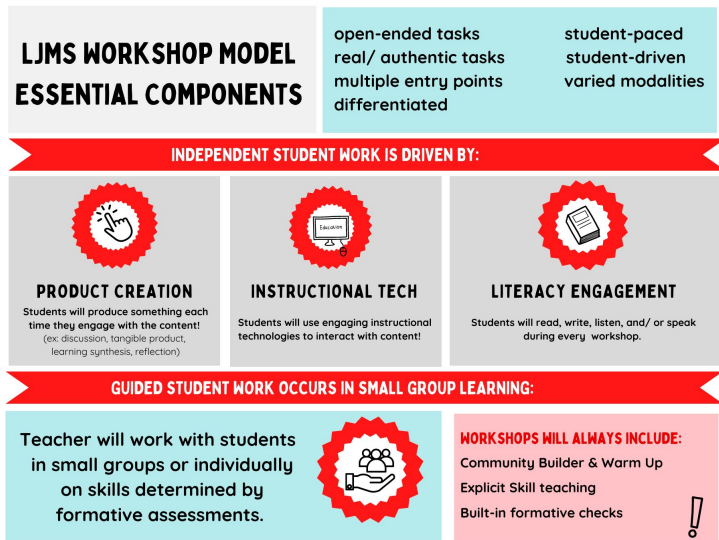 LJMS WORKSHOP MODEL
ESSENTIAL COMPONENTS
open-ended tasks
real/ authentic tasks
multiple entry points
differentiated
student-paced
student-driven
varied modalities
INDEPENDENT STUDENT WORK IS DRIVEN BY:
PRODUCT CREATION
Students will produce something each
time they engage with the content!
(ex: discussion, tangible product,
learning synthesis, reflection)
Education
INSTRUCTIONAL TECH
Students will use engaging instructional
technologies to interact with content!
LITERACY ENGAGEMENT
Students will read, write, listen, and/ or speak
during every workshop.
GUIDED STUDENT WORK OCCURS IN SMALL GROUP LEARNING:
Teacher will work with students
in small groups or individually
on skills determined by
formative assessments.
WORKSHOPS WILL ALWAYS INCLUDE:
Community Builder & Warm Up
Explicit Skill teaching
Built-in formative checks
!